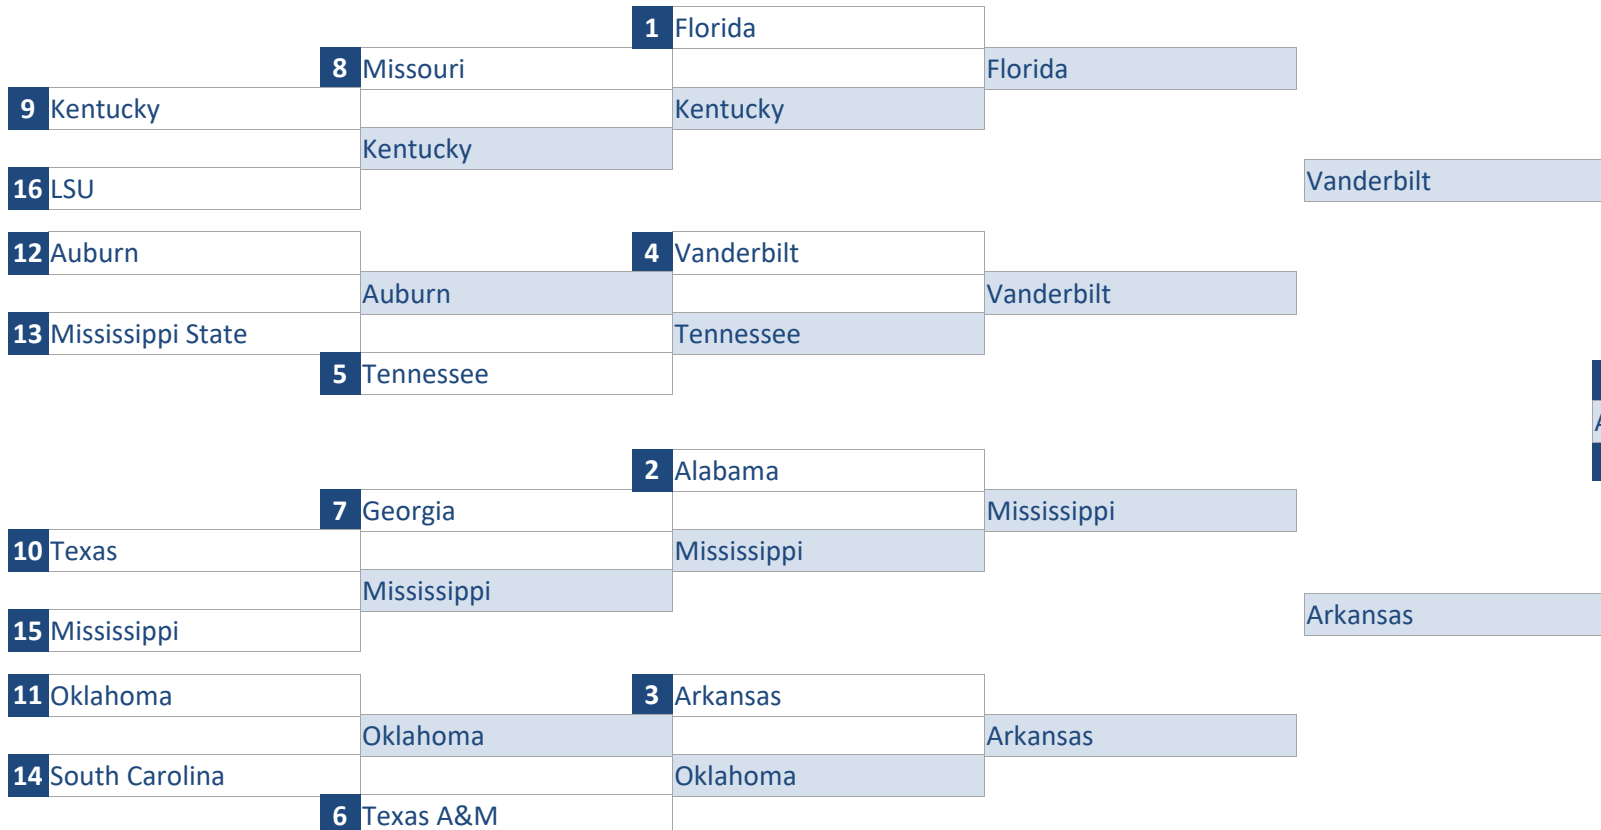 1 Florida
8 Missouri
Florida
9 Kentucky
Kentucky
Kentucky
16 LSU
Vanderbilt
12 Auburn
4 Vanderbilt
Auburn
Vanderbilt
13 Mississippi State
Tennessee
5 Tennessee
2 Alabama
7 Georgia
Mississippi
10 Texas
Mississippi
Mississippi
15 Mississippi
Arkansas
11 Oklahoma
3 Arkansas
Oklahoma
Arkansas
14 South Carolina
Oklahoma
6 Texas A&M